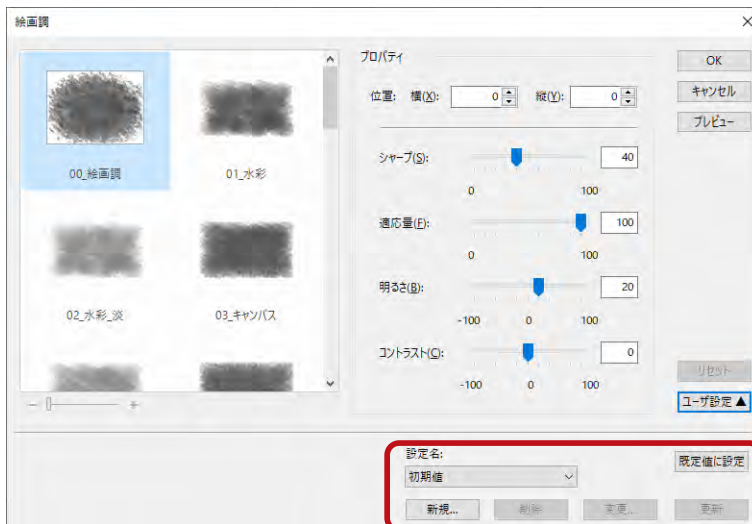 絵画調
00_絵画調
01_水彩
02_水彩_淡
03_キャンバス
プロパティ
位置: 横(X): 0 縦(Y): 0
シャープ(S): 40
0 100
適応量(F): 100
0 100
明るさ(B): 20
-100 0 100
コントラスト(C): 0
-100 0 100
OK
キャンセル
プレビュー
リセット
ユーザ設定 ▲
設定名:
初期値
既定値に設定
新規... 削除 変更... 更新